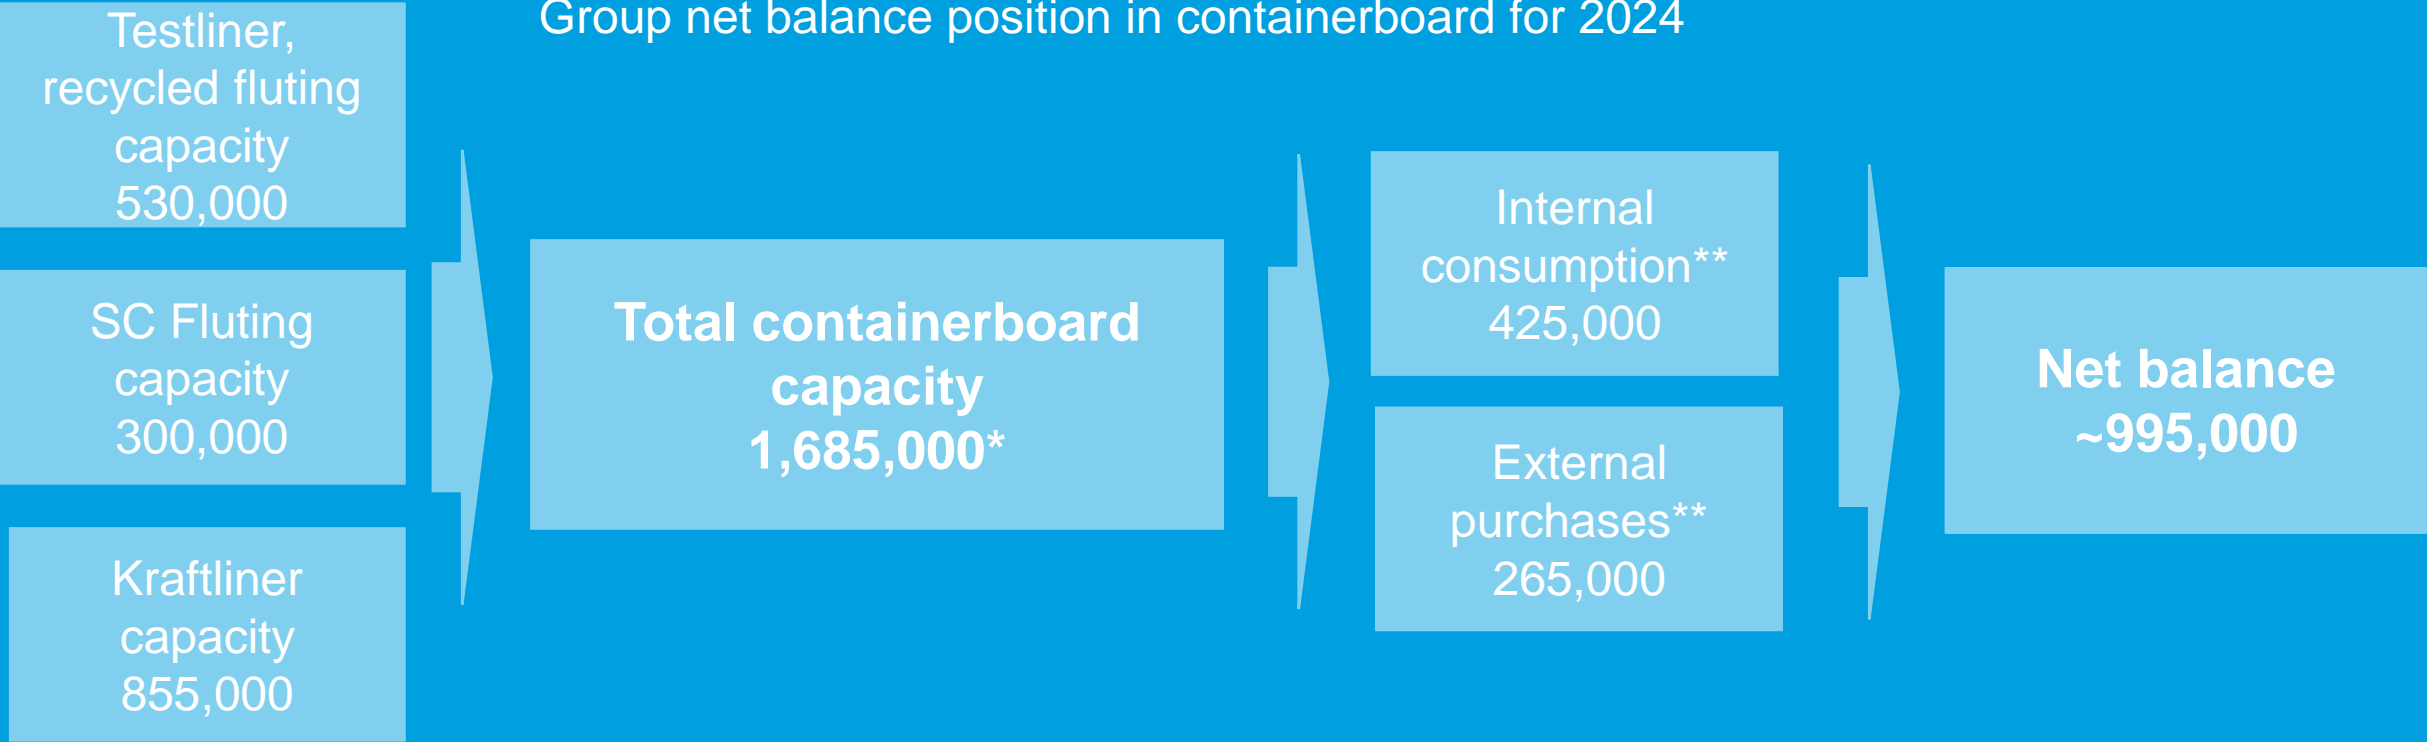 Group net balance position in containerboard for 2024
Testliner,
recycled fluting
capacity
530,000
SC Fluting
capacity
300,000
Kraftliner
capacity
855,000
Total containerboard
capacity
1,685,000*
Internal
consumption**
425,000
External
purchases**
265,000
Net balance
~995,000